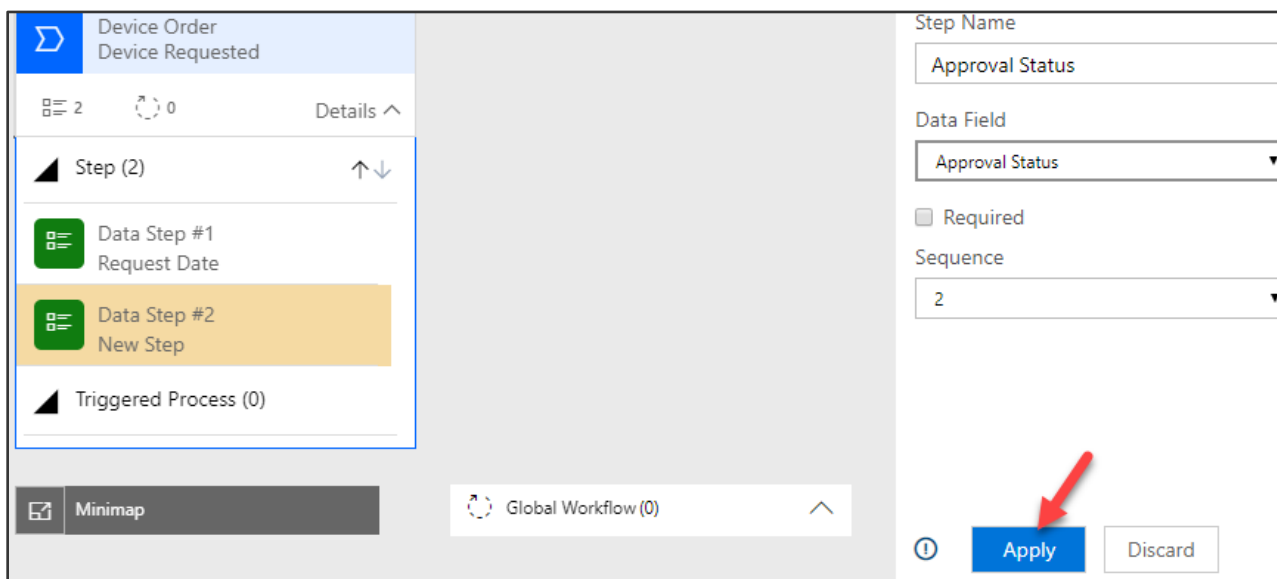 Device Order
Device Requested
2
0
Details
Step (2)
Data Step #1
Request Date
Data Step #2
New Step
Triggered Process (0)
Minimap
Global Workflow (0)
Step Name
Approval Status
Data Field
Approval Status
Required
Sequence
2
Apply
Discard